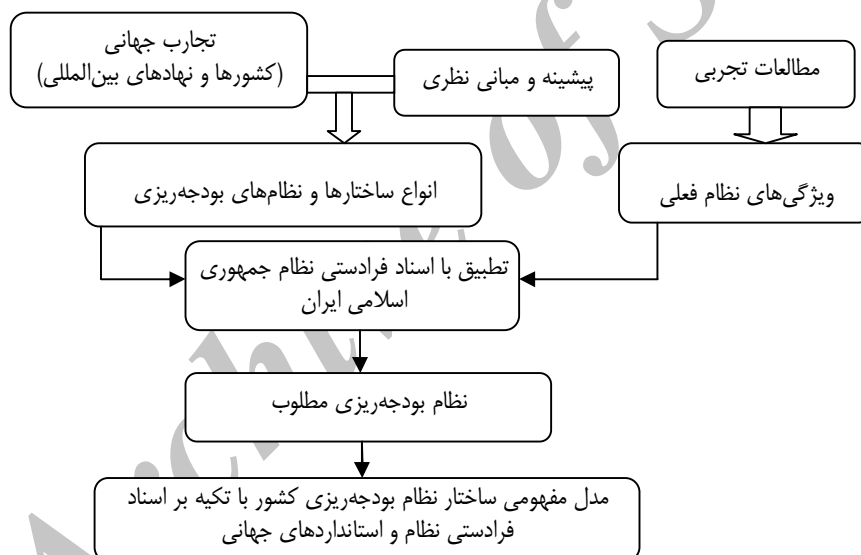 تجارب جهانی
(کشورها و نهادهای بین‌المللی)
پیشینه و مبانی نظری
مطالعات تجربی
انواع ساختارها و نظام‌های بودجه‌ریزی
ویژگی‌های نظام فعلی
تطبیق با اسناد فرادستی نظام جمهوری
اسلامی ایران
نظام بودجه‌ریزی مطلوب
مدل مفهومی ساختار نظام بودجه‌ریزی کشور با تکیه بر اسناد
فرادستی نظام و استانداردهای جهانی
Archive of S